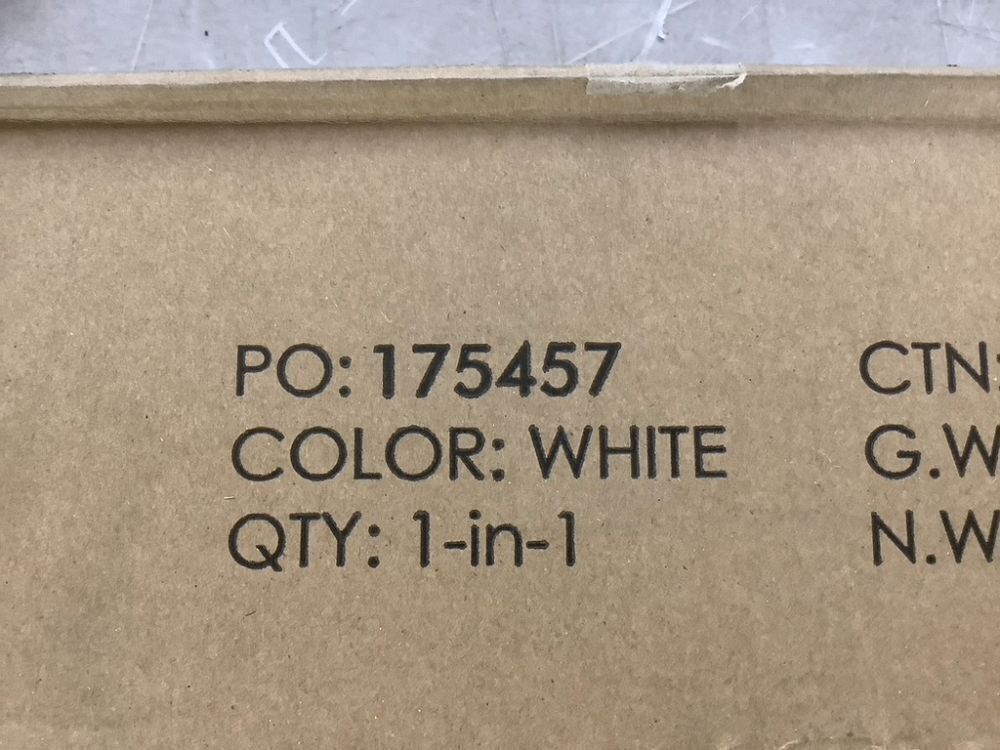 PO: 175457
COLOR: WHITE
QTY: 1-in-1
CTN:
G.W
N.W